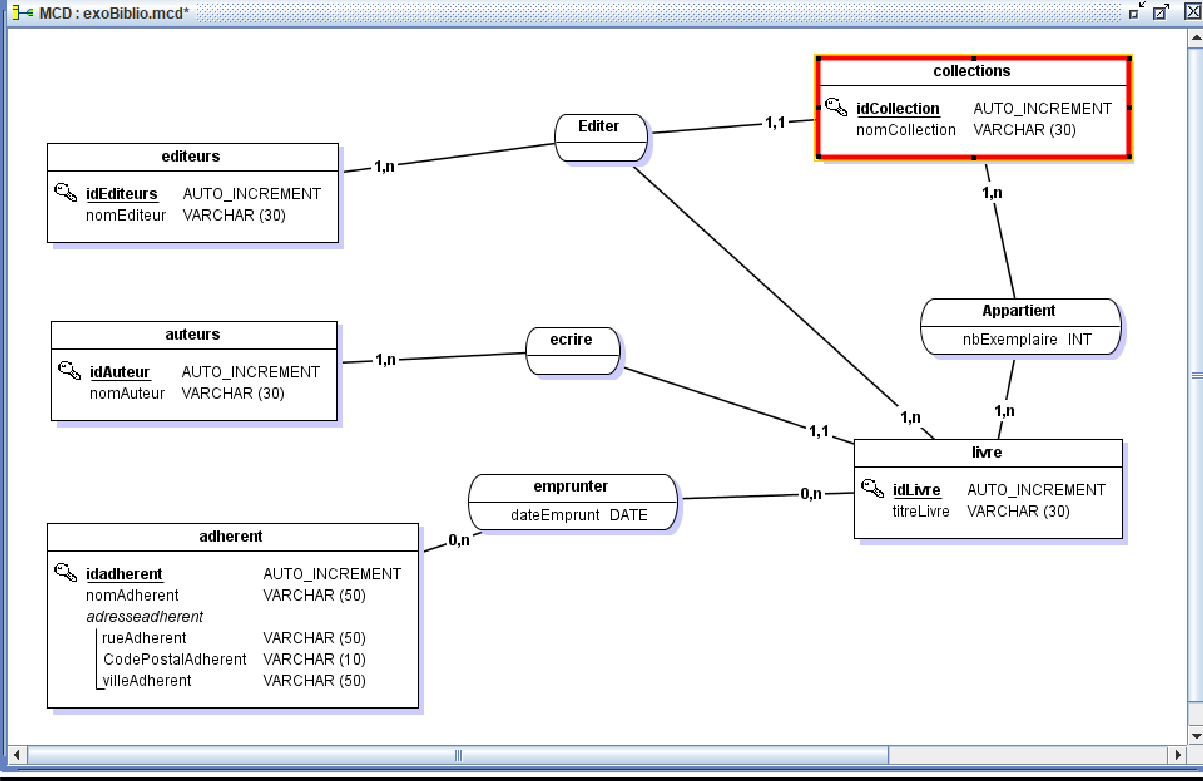 MCD : exoBiblio.mcd*
collections
idCollection AUTO_INCREMENT
nomCollection VARCHAR (30)
Editer
1,1
1,n
editeurs
idEditeurs AUTO_INCREMENT
nomEditeur VARCHAR (30)
1,n
Appartient
nbExemplaire INT
auteurs
idAuteur AUTO_INCREMENT
nomAuteur VARCHAR (30)
1,n
ecrire
1,n
1,n
1,1
livre
idLivre AUTO_INCREMENT
titreLivre VARCHAR (30)
emprunter
dateEmprunt DATE
0,n
0,n
adherent
idadherent AUTO_INCREMENT
nomAdherent VARCHAR (50)
adresseadherent
rueAdherent VARCHAR (50)
CodePostalAdherent VARCHAR (10)
villeAdherent VARCHAR (50)